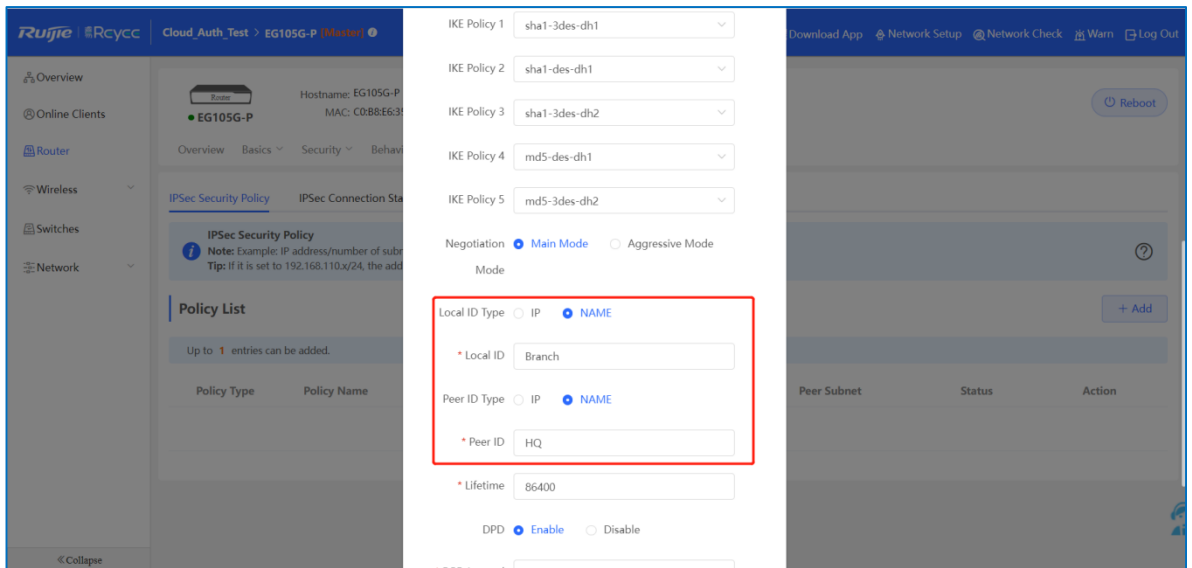 Ruijie Rcycc Cloud_Auth_Test > EG105G-P (Master) Download App Network Setup Network Check Warn Log Out
Overview
Online Clients
Router
Wireless
Switches
Network
Collapse
Router
EG105G-P
Hostname: EG105G-P
MAC: C0:B8:E6:3
Reboot
Overview Basics Security Behavi
IPSec Security Policy IPSec Connection Sta
IPSec Security Policy
Note: Example: IP address/number of subr
Tip: If it is set to 192.168.110.x/24, the add
Policy List
+ Add
Up to 1 entries can be added.
Policy Type Policy Name Peer Subnet Status Action
IKE Policy 1 sha1-3des-dh1
IKE Policy 2 sha1-des-dh1
IKE Policy 3 sha1-3des-dh2
IKE Policy 4 md5-des-dh1
IKE Policy 5 md5-3des-dh2
Negotiation Main Mode Aggressive Mode
Mode
Local ID Type IP NAME
* Local ID Branch
Peer ID Type IP NAME
* Peer ID HQ
* Lifetime 86400
DPD Enable Disable